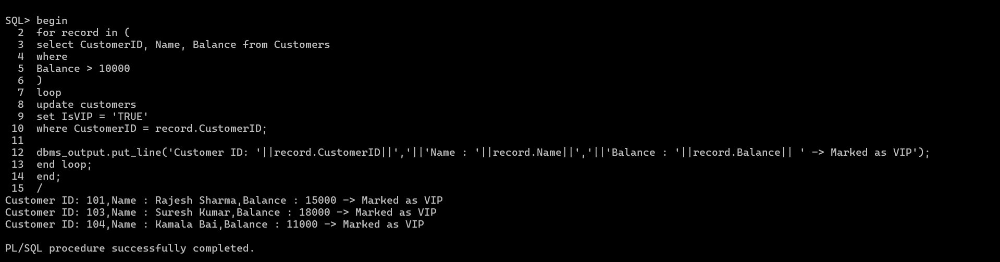 SQL> begin
  2  for record in (
  3  select CustomerID, Name, Balance from Customers
  4  where
  5  Balance > 10000
  6  )
  7  loop
  8  update customers
  9  set IsVIP = 'TRUE'
 10  where CustomerID = record.CustomerID;
 11
 12  dbms_output.put_line('Customer ID: '||record.CustomerID||','||'Name : '||record.Name||','||'Balance : '||record.Balance|| ' -> Marked as VIP');
 13  end loop;
 14  end;
 15  /
Customer ID: 101,Name : Rajesh Sharma,Balance : 15000 -> Marked as VIP
Customer ID: 103,Name : Suresh Kumar,Balance : 18000 -> Marked as VIP
Customer ID: 104,Name : Kamala Bai,Balance : 11000 -> Marked as VIP

PL/SQL procedure successfully completed.